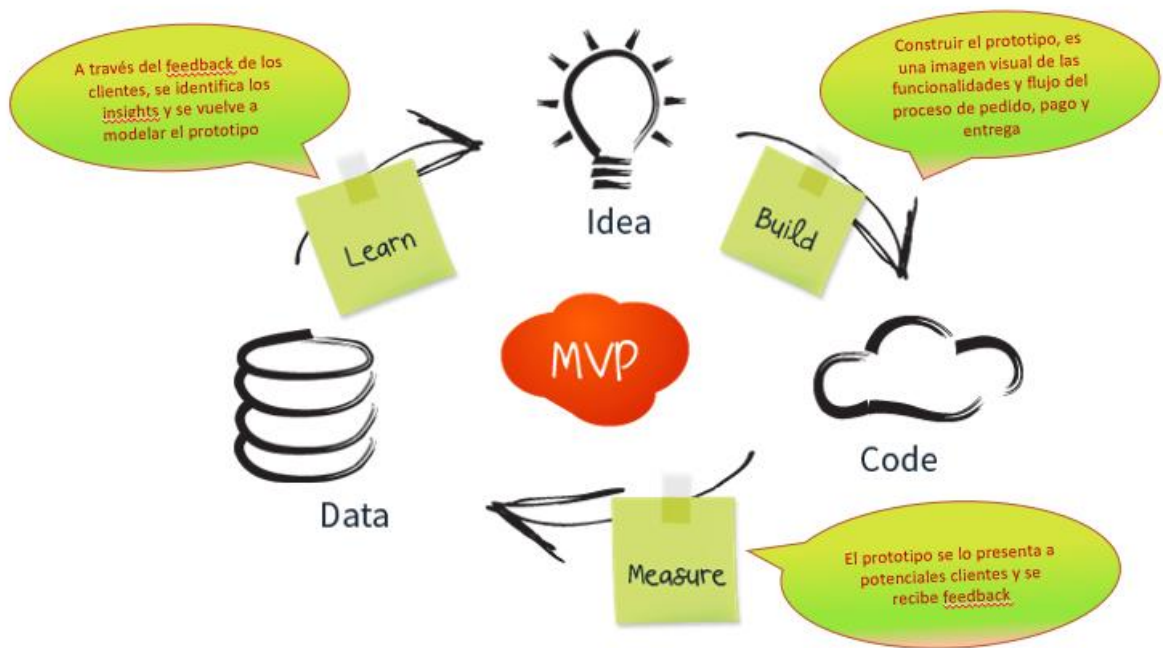 A través del feedback de los
clientes, se identifica los
insights y se vuelve a
modelar el prototipo
Construir el prototipo, es
una imagen visual de las
funcionalidades y flujo del
proceso de pedido, pago y
entrega
Learn
Idea
Build
MVP
Data
Code
Measure
El prototipo se lo presenta a
potenciales clientes y se
recibe feedback